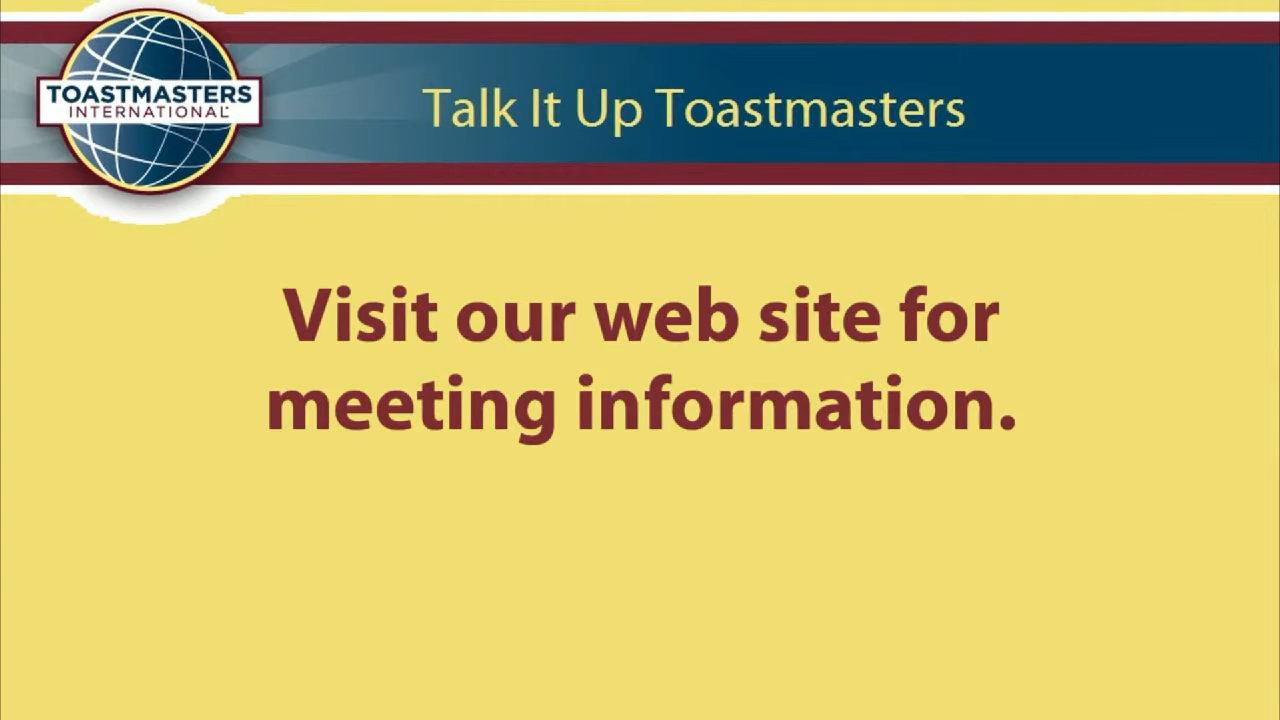 TOASTMASTERS
INTERNATIONAL
Talk It Up Toastmasters
Visit our web site for
meeting information.